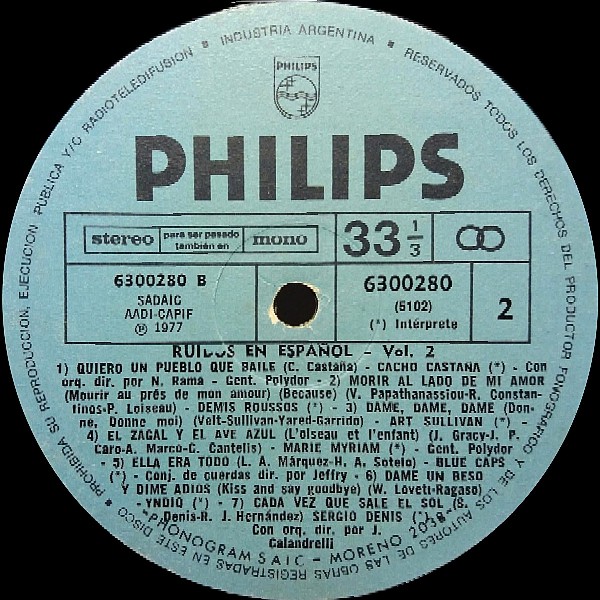 INDUSTRIA ARGENTINA
RESERVADOS TODOS LOS DERECHOS DEL PRODUCTOR FONOGRAFICO Y DE LOS AUTORES DE LAS OBRAS REGISTRADAS EN ESTE DISCO
PROHIBIDA SU REPRODUCCION, EJECUCION PUBLICA Y/O RADIOTELEDIFUSION
PHILIPS
PHILIPS
stereo para ser pasado también en mono
33 1/3
6300280 B
SADAIC
AADI-CAPIF
Ⓟ 1977
6300280
(5102)
(*) Intérprete
2
RUIDOS EN ESPAÑOL - Vol. 2
1) QUIERO UN PUEBLO QUE BAILE (C. Castaña) - CACHO CASTAÑA (*) - Con
orq. dir. por N. Rama - Gent. Polydor - 2) MORIR AL LADO DE MI AMOR
(Mourir au prés de mon amour) (Because) (V. Papathanassiou-R. Constan-
tinos-P. Loiseau) - DEMIS ROUSSOS (*) - 3) DAME, DAME, DAME (Don-
ne, Donne moi) (Velt-Sullivan-Yared-Garrido) - ART SULLIVAN (*) -
4) EL ZAGAL Y EL AVE AZUL (L'oiseau et l'enfant) (J. Gracy-J. P.
Caro-A. Marco-C. Cantelis) - MARIE MYRIAM (*) - Gent. Polydor
- 5) ELLA ERA TODO (L. A. Márquez-H. A. Sotelo) - BLUE CAPS
(*) - Conj. de cuerdas dir. por Jeffry - 6) DAME UN BESO
Y DIME ADIOS (Kiss and say goodbye) (W. Lovett-Ragaso)
- YNDIO (*) - 7) CADA VEZ QUE SALE EL SOL (S.
Denis-R. J. Hernández) SERGIO DENIS (*) -
Con orq. dir. por J.
Calandrelli
"PHONOGRAM S A I C - MORENO 2038"